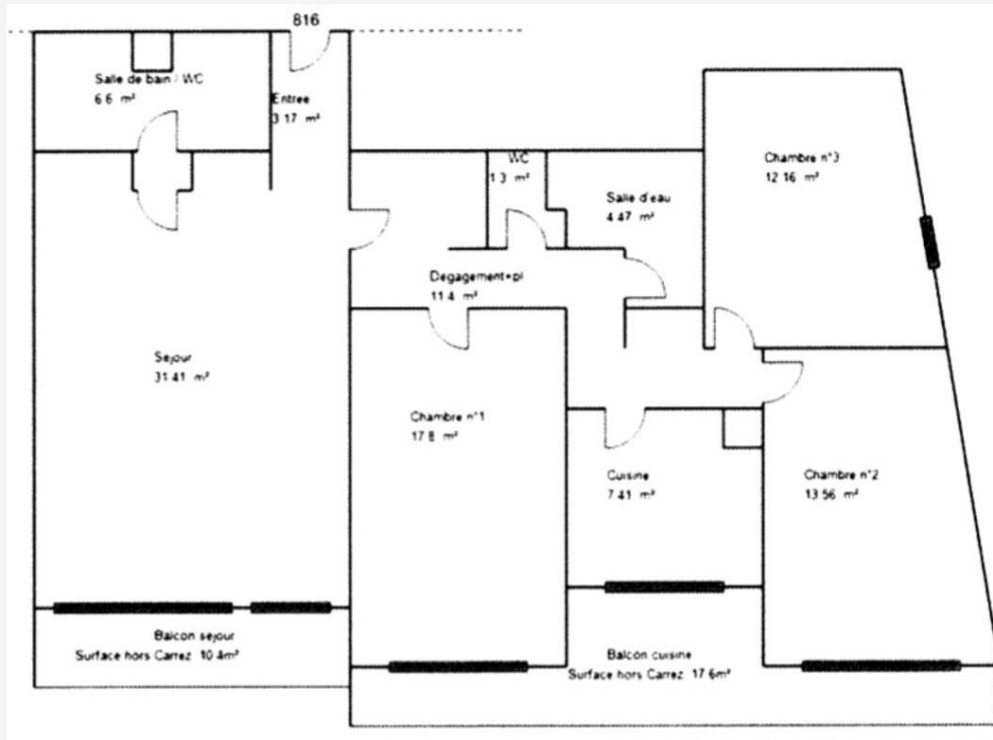 816
Salle de bain / WC
6.6 m²
Entree
3.17 m²
WC
1.3 m²
Salle d'eau
4.47 m²
Chambre n°3
12.16 m²
Degagement+pl
11.4 m²
Sejour
31.41 m²
Chambre n°1
17.8 m²
Cuisine
7.41 m²
Chambre n°2
13.56 m²
Balcon sejour
Surface hors Carrez 10.4m²
Balcon cuisine
Surface hors Carrez 17.6m²